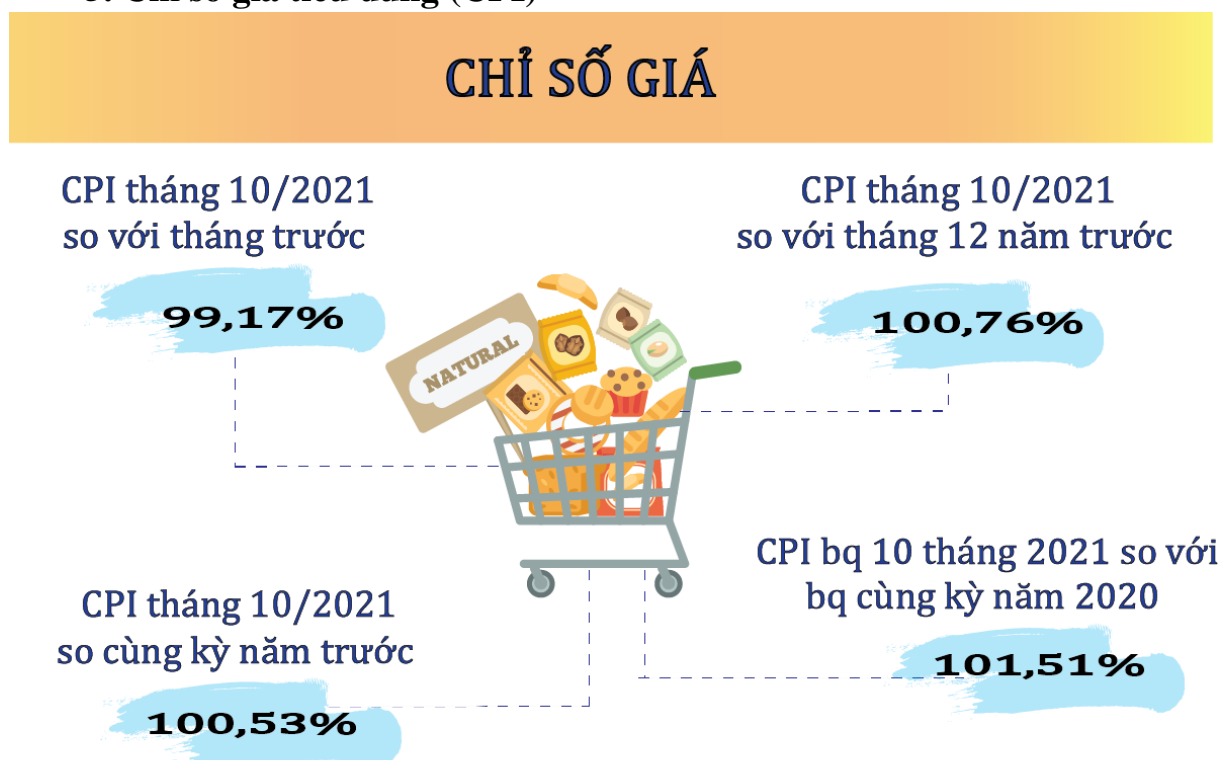 CHỈ SỐ GIÁ
CPI tháng 10/2021
so với tháng trước
99,17%
CPI tháng 10/2021
so với tháng 12 năm trước
100,76%
NATURAL
CPI tháng 10/2021
so cùng kỳ năm trước
100,53%
CPI bq 10 tháng 2021 so với
bq cùng kỳ năm 2020
101,51%